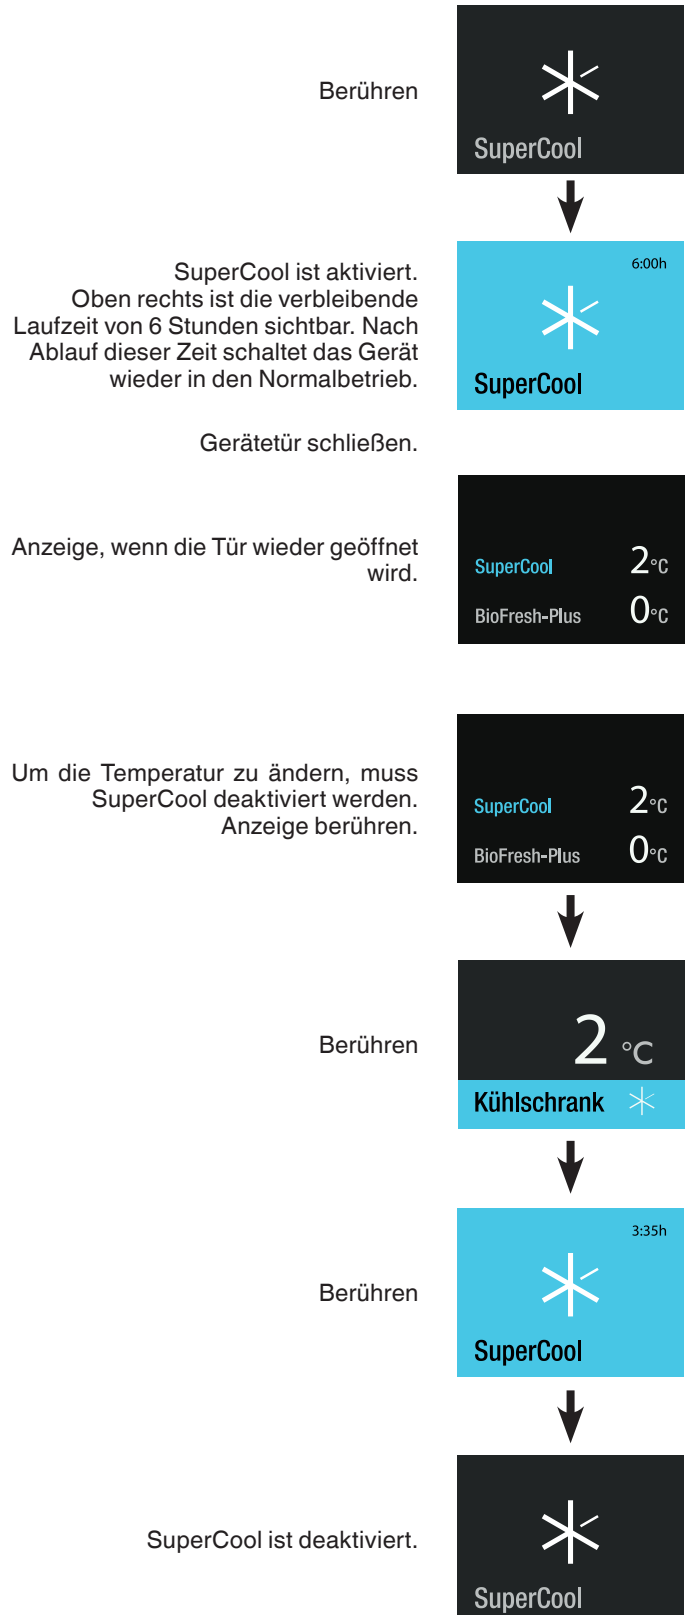 Berühren
SuperCool
SuperCool ist aktiviert.
Oben rechts ist die verbleibende
Laufzeit von 6 Stunden sichtbar. Nach
Ablauf dieser Zeit schaltet das Gerät
wieder in den Normalbetrieb.
6:00h
SuperCool
Gerätetür schließen.
Anzeige, wenn die Tür wieder geöffnet
wird.
SuperCool 2°C
BioFresh-Plus 0°C
Um die Temperatur zu ändern, muss
SuperCool deaktiviert werden.
Anzeige berühren.
SuperCool 2°C
BioFresh-Plus 0°C
Berühren
2 °C
Kühlschrank
Berühren
3:35h
SuperCool
SuperCool ist deaktiviert.
SuperCool